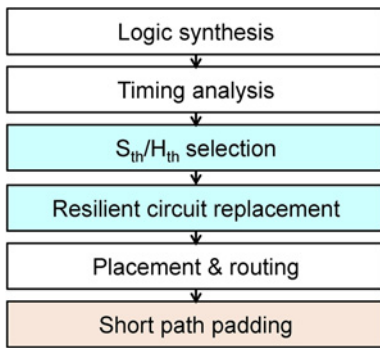 Logic synthesis
Timing analysis
Sth/Hth selection
Resilient circuit replacement
Placement & routing
Short path padding